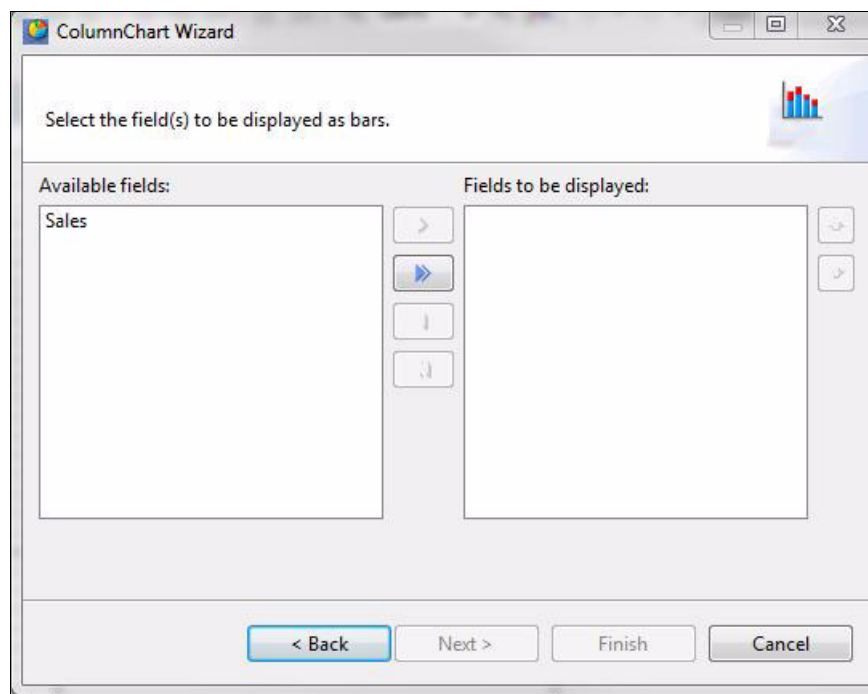 ColumnChart Wizard
Select the field(s) to be displayed as bars.
Available fields:
Fields to be displayed:
Sales
< Back
Next >
Finish
Cancel